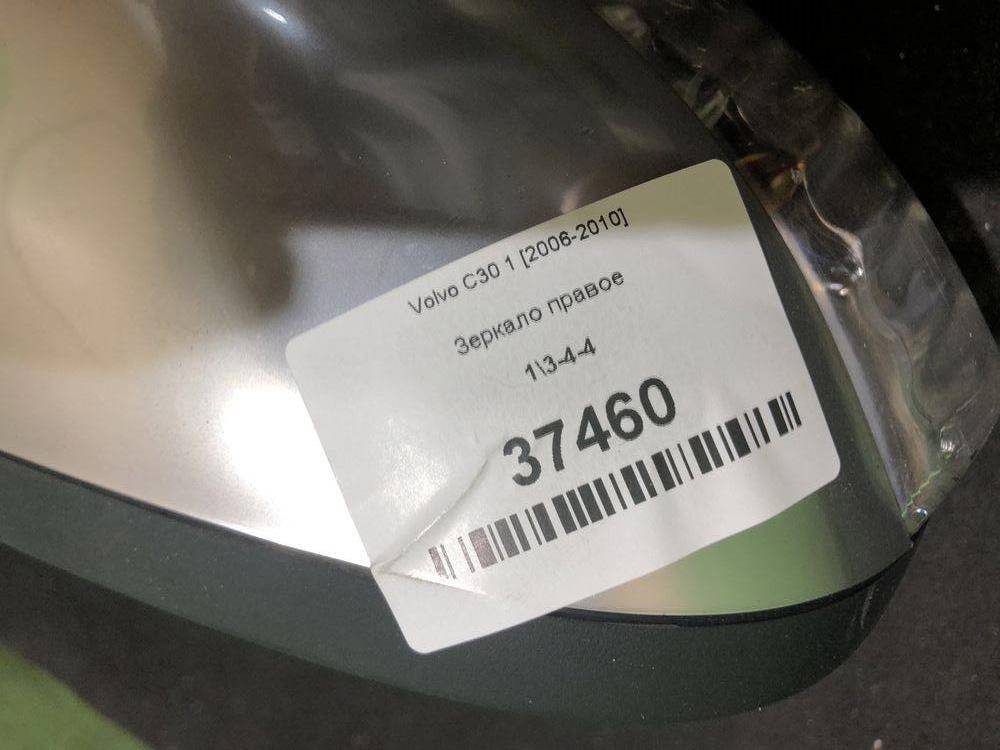 Volvo C30 1 [2006-2010]
Зеркало правое
1\3-4-4
37460